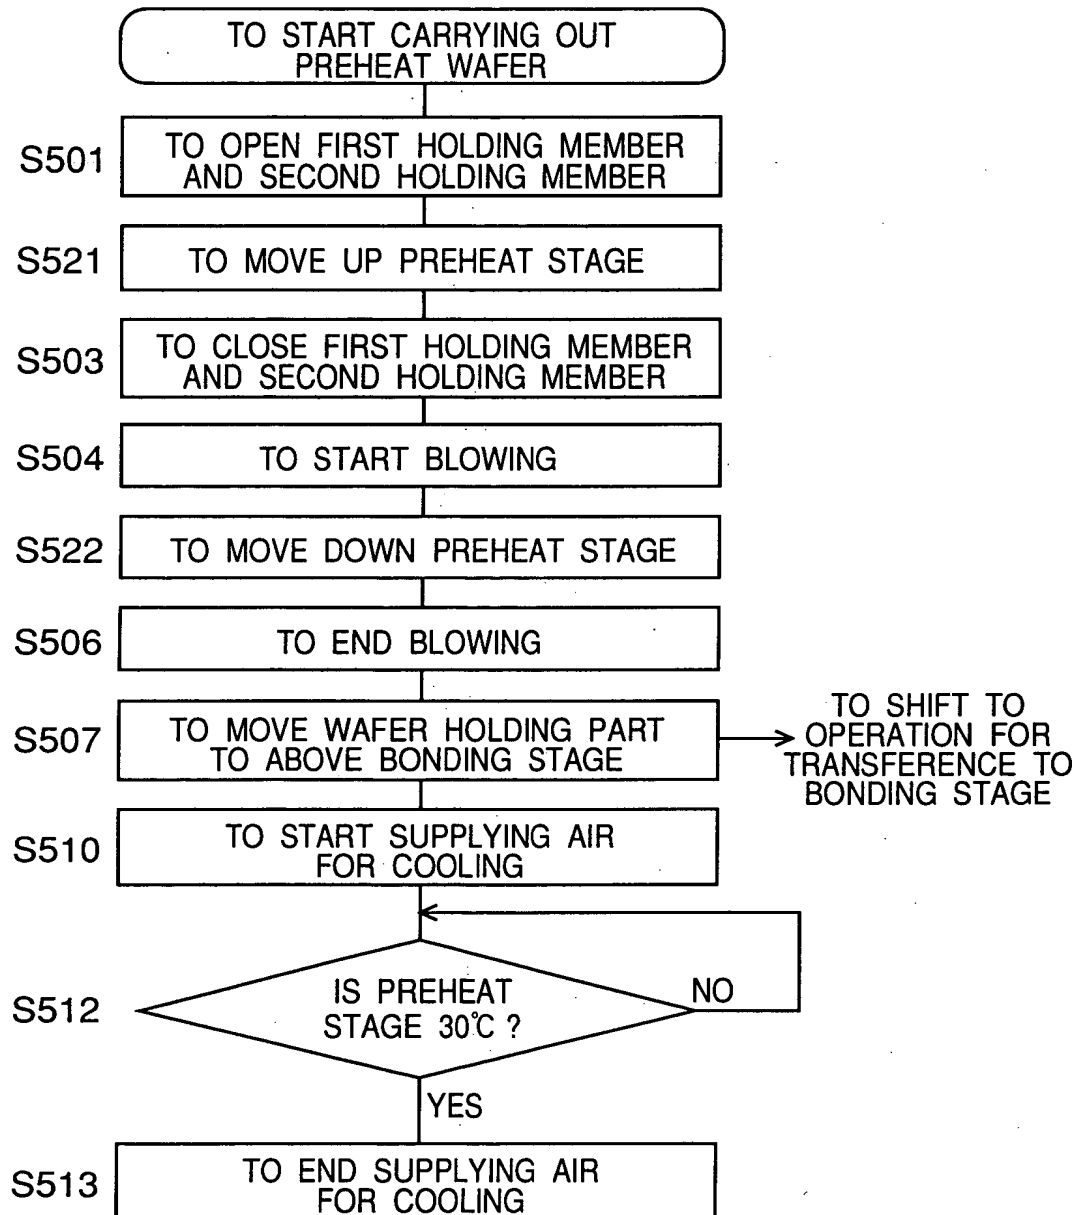 TO START CARRYING OUT
PREHEAT WAFER
S501
TO OPEN FIRST HOLDING MEMBER
AND SECOND HOLDING MEMBER
S521
TO MOVE UP PREHEAT STAGE
S503
TO CLOSE FIRST HOLDING MEMBER
AND SECOND HOLDING MEMBER
S504
TO START BLOWING
S522
TO MOVE DOWN PREHEAT STAGE
S506
TO END BLOWING
S507
TO MOVE WAFER HOLDING PART
TO ABOVE BONDING STAGE
TO SHIFT TO
OPERATION FOR
TRANSFERENCE TO
BONDING STAGE
S510
TO START SUPPLYING AIR
FOR COOLING
S512
IS PREHEAT
STAGE 30℃ ?
NO
YES
S513
TO END SUPPLYING AIR
FOR COOLING